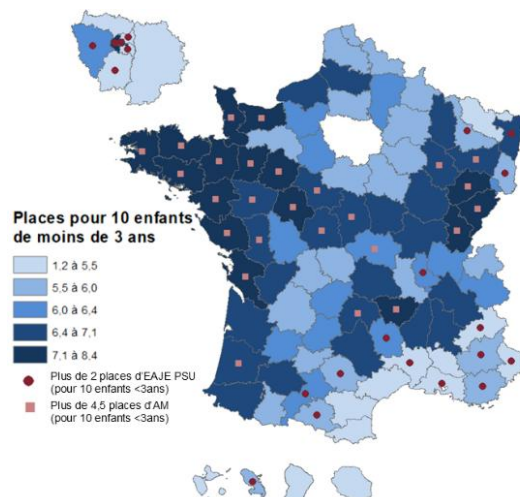 Places pour 10 enfants
de moins de 3 ans
1,2 à 5,5
5,5 à 6,0
6,0 à 6,4
6,4 à 7,1
7,1 à 8,4
Plus de 2 places d'EAJE PSU
(pour 10 enfants <3ans)
Plus de 4,5 places d'AM
(pour 10 enfants <3ans)